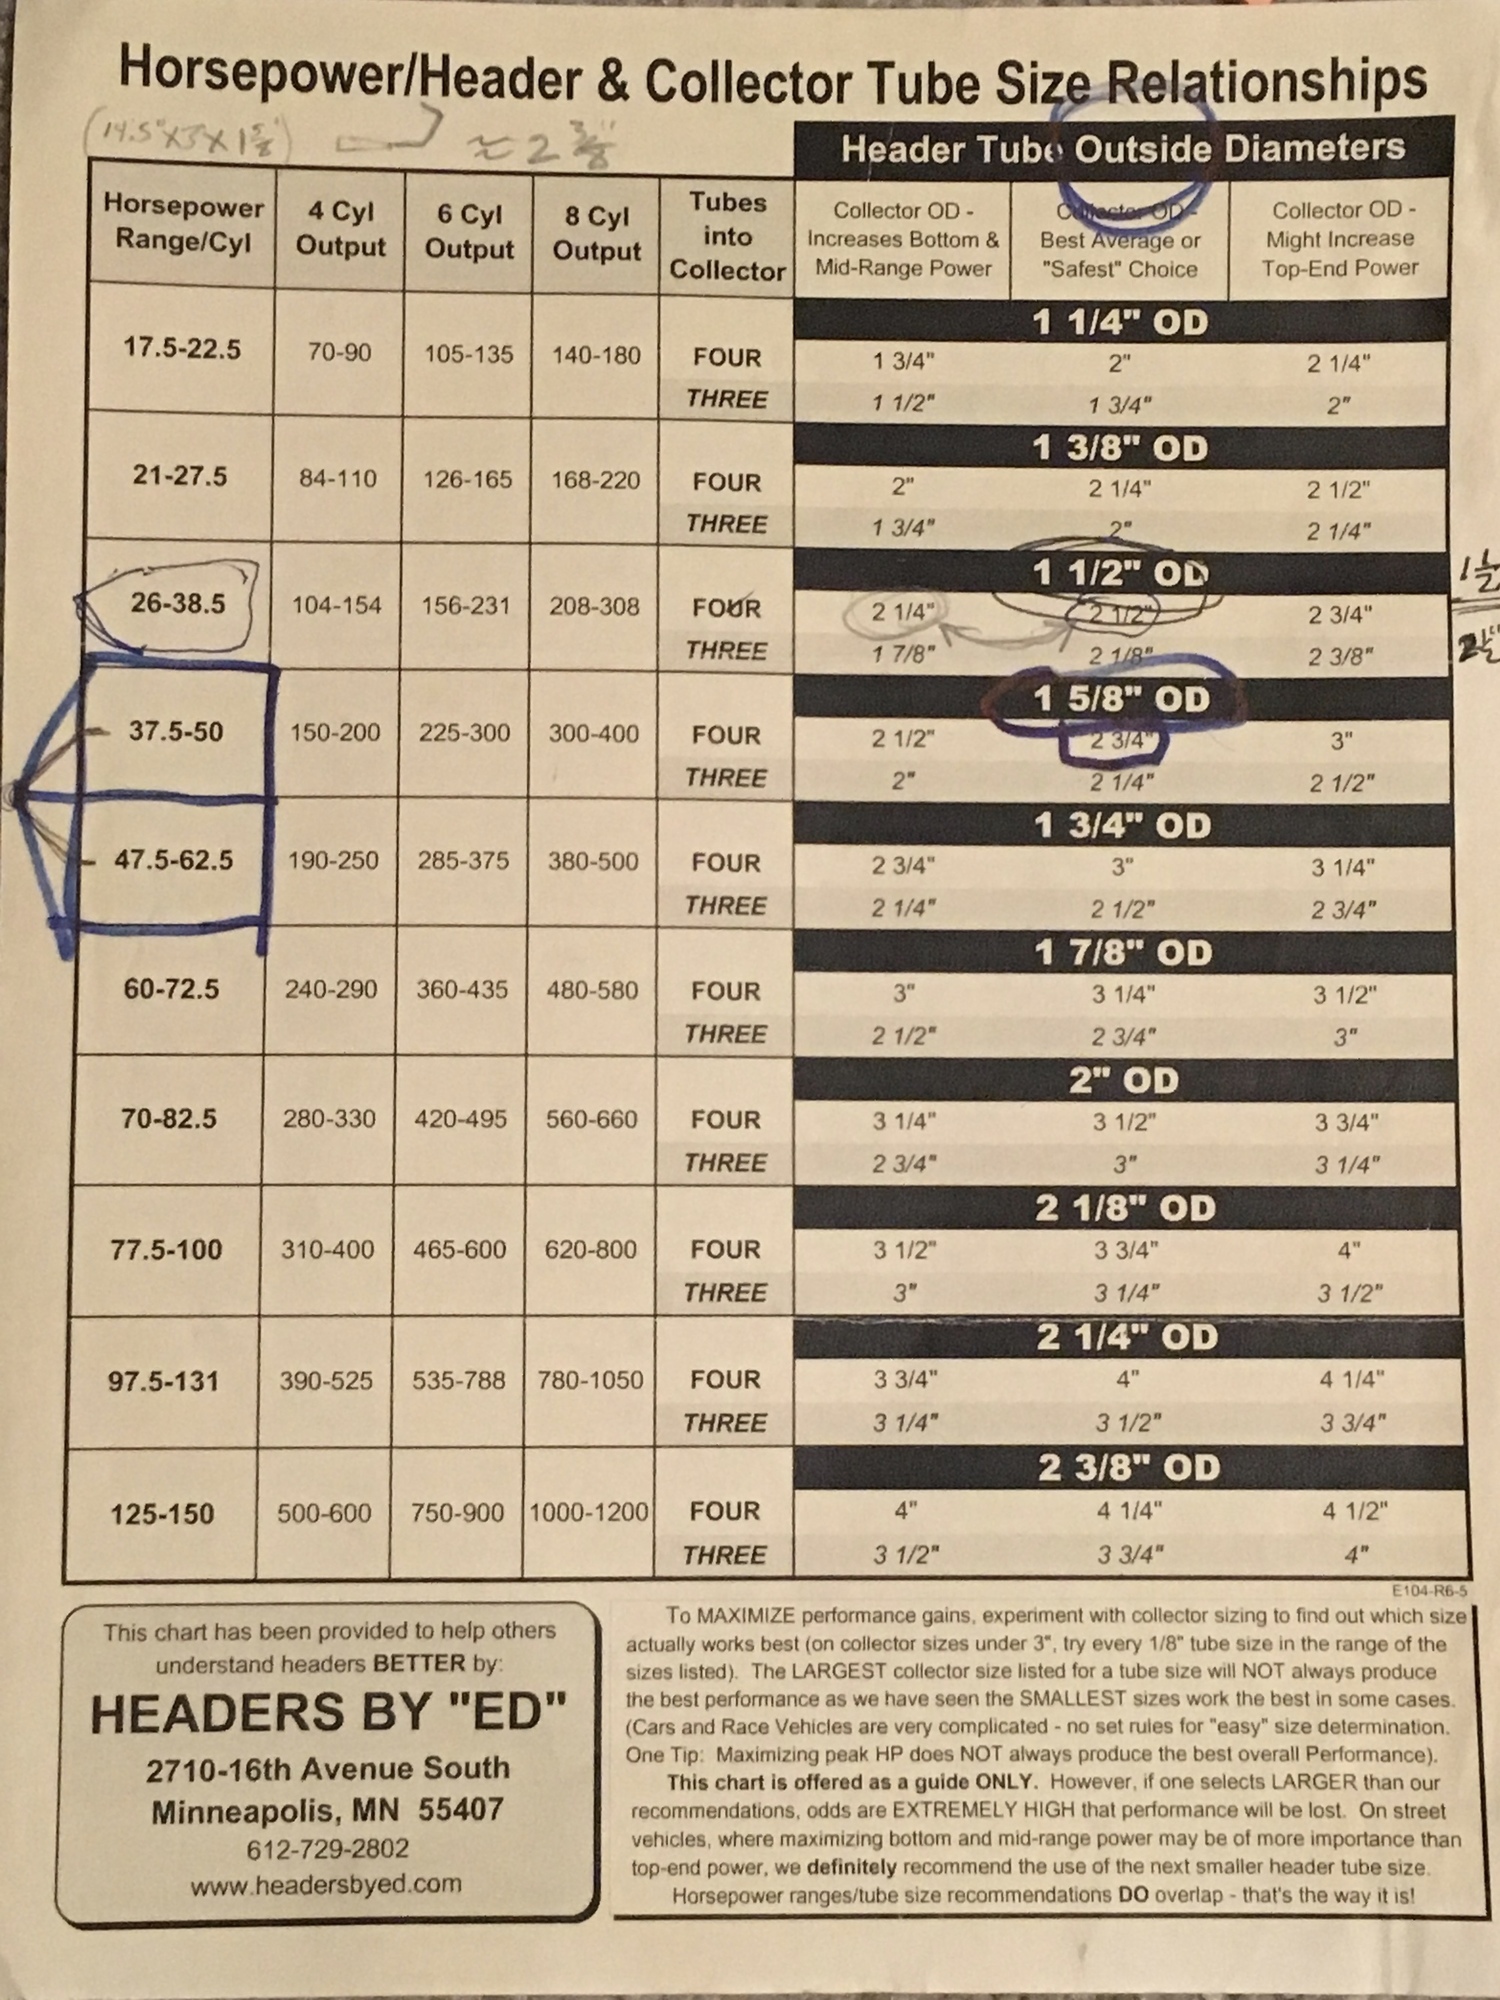 Horsepower/Header & Collector Tube Size Relationships
(14.5"X3"X1 5/8") ≈ 2 3/8"
Header Tube Outside Diameters
Horsepower Range/Cyl
4 Cyl Output
6 Cyl Output
8 Cyl Output
Tubes into Collector
Collector OD - Increases Bottom & Mid-Range Power
Collector OD - Best Average or "Safest" Choice
Collector OD - Might Increase Top-End Power
1 1/4" OD
17.5-22.5 70-90 105-135 140-180 FOUR 1 3/4" 2" 2 1/4"
THREE 1 1/2" 1 3/4" 2"
1 3/8" OD
21-27.5 84-110 126-165 168-220 FOUR 2" 2 1/4" 2 1/2"
THREE 1 3/4" 2" 2 1/4"
1 1/2" OD 1 1/2
26-38.5 104-154 156-231 208-308 FOUR 2 1/4" 2 1/2" 2 3/4"
THREE 1 7/8" 2 1/8" 2 3/8"
1 5/8" OD
37.5-50 150-200 225-300 300-400 FOUR 2 1/2" 2 3/4" 3"
THREE 2" 2 1/4" 2 1/2"
1 3/4" OD
47.5-62.5 190-250 285-375 380-500 FOUR 2 3/4" 3" 3 1/4"
THREE 2 1/4" 2 1/2" 2 3/4"
1 7/8" OD
60-72.5 240-290 360-435 480-580 FOUR 3" 3 1/4" 3 1/2"
THREE 2 1/2" 2 3/4" 3"
2" OD
70-82.5 280-330 420-495 560-660 FOUR 3 1/4" 3 1/2" 3 3/4"
THREE 2 3/4" 3" 3 1/4"
2 1/8" OD
77.5-100 310-400 465-600 620-800 FOUR 3 1/2" 3 3/4" 4"
THREE 3" 3 1/4" 3 1/2"
2 1/4" OD
97.5-131 390-525 535-788 780-1050 FOUR 3 3/4" 4" 4 1/4"
THREE 3 1/4" 3 1/2" 3 3/4"
2 3/8" OD
125-150 500-600 750-900 1000-1200 FOUR 4" 4 1/4" 4 1/2"
THREE 3 1/2" 3 3/4" 4"
E104-R6-5
This chart has been provided to help others
understand headers BETTER by:
HEADERS BY "ED"
2710-16th Avenue South
Minneapolis, MN 55407
612-729-2802
www.headersbyed.com
To MAXIMIZE performance gains, experiment with collector sizing to find out which size
actually works best (on collector sizes under 3", try every 1/8" tube size in the range of the
sizes listed). The LARGEST collector size listed for a tube size will NOT always produce
the best performance as we have seen the SMALLEST sizes work the best in some cases.
(Cars and Race Vehicles are very complicated - no set rules for "easy" size determination.
One Tip: Maximizing peak HP does NOT always produce the best overall Performance).
This chart is offered as a guide ONLY. However, if one selects LARGER than our
recommendations, odds are EXTREMELY HIGH that performance will be lost. On street
vehicles, where maximizing bottom and mid-range power may be of more importance than
top-end power, we definitely recommend the use of the next smaller header tube size.
Horsepower ranges/tube size recommendations DO overlap - that's the way it is!